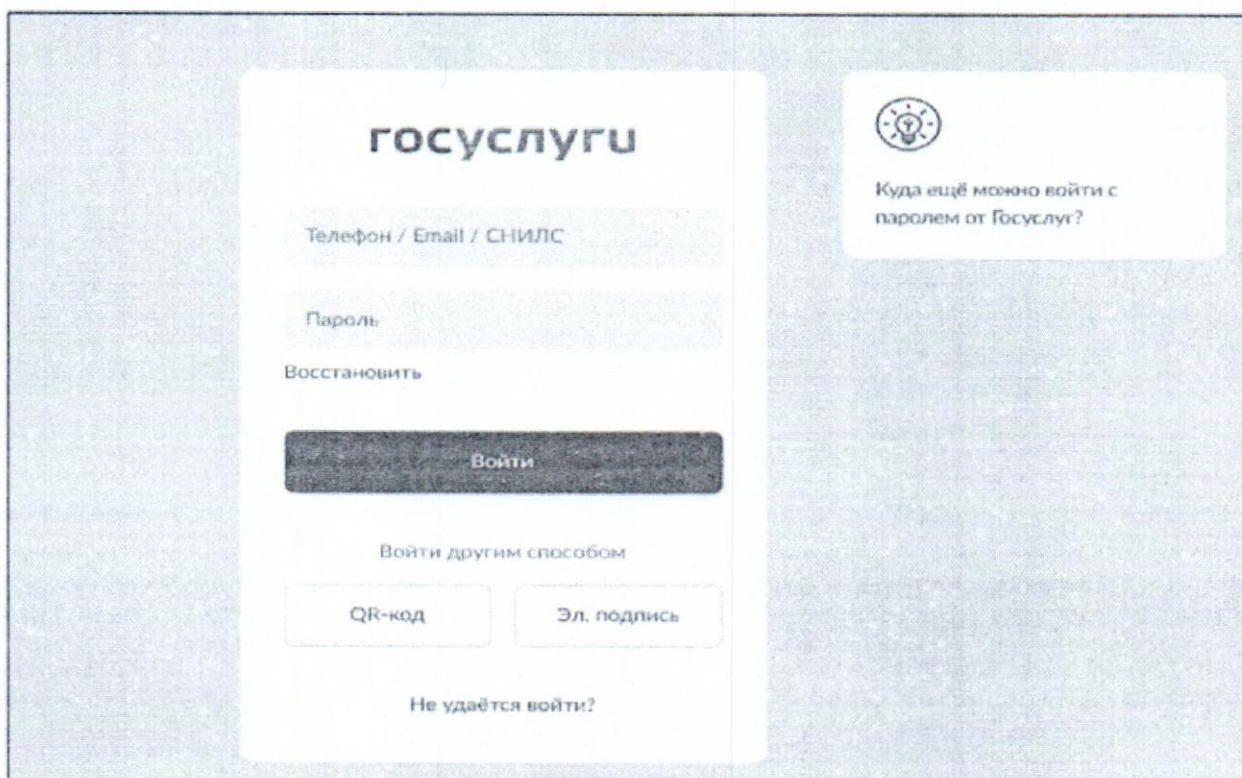 госуслуги
Телефон / Email / СНИЛС
Пароль
Восстановить
Войти
Войти другим способом
QR-код
Эл. подпись
Не удаётся войти?
Куда ещё можно войти с
паролем от Госуслуг?